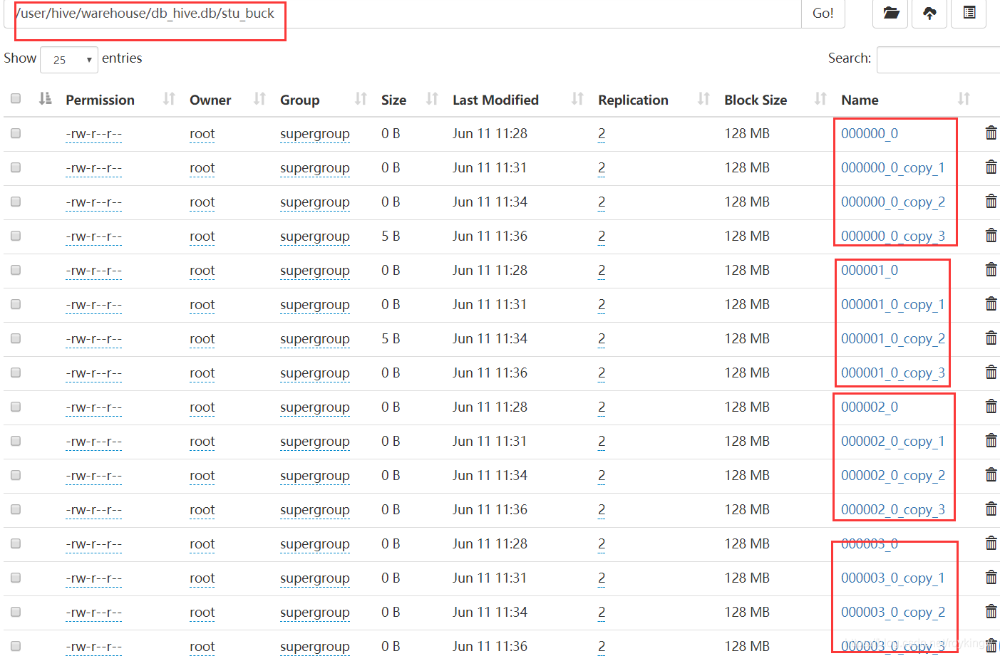 /user/hive/warehouse/db_hive.db/stu_buck Go!
Show 25 entries Search:
Permission Owner Group Size Last Modified Replication Block Size Name
-rw-r--r-- root supergroup 0 B Jun 11 11:28 2 128 MB 000000_0
-rw-r--r-- root supergroup 0 B Jun 11 11:31 2 128 MB 000000_0_copy_1
-rw-r--r-- root supergroup 0 B Jun 11 11:34 2 128 MB 000000_0_copy_2
-rw-r--r-- root supergroup 5 B Jun 11 11:36 2 128 MB 000000_0_copy_3
-rw-r--r-- root supergroup 0 B Jun 11 11:28 2 128 MB 000001_0
-rw-r--r-- root supergroup 0 B Jun 11 11:31 2 128 MB 000001_0_copy_1
-rw-r--r-- root supergroup 5 B Jun 11 11:34 2 128 MB 000001_0_copy_2
-rw-r--r-- root supergroup 0 B Jun 11 11:36 2 128 MB 000001_0_copy_3
-rw-r--r-- root supergroup 0 B Jun 11 11:28 2 128 MB 000002_0
-rw-r--r-- root supergroup 0 B Jun 11 11:31 2 128 MB 000002_0_copy_1
-rw-r--r-- root supergroup 0 B Jun 11 11:34 2 128 MB 000002_0_copy_2
-rw-r--r-- root supergroup 0 B Jun 11 11:36 2 128 MB 000002_0_copy_3
-rw-r--r-- root supergroup 0 B Jun 11 11:28 2 128 MB 000003_0
-rw-r--r-- root supergroup 0 B Jun 11 11:31 2 128 MB 000003_0_copy_1
-rw-r--r-- root supergroup 0 B Jun 11 11:34 2 128 MB 000003_0_copy_2
-rw-r--r-- root supergroup 0 B Jun 11 11:36 2 128 MB 000003_0_copy_3